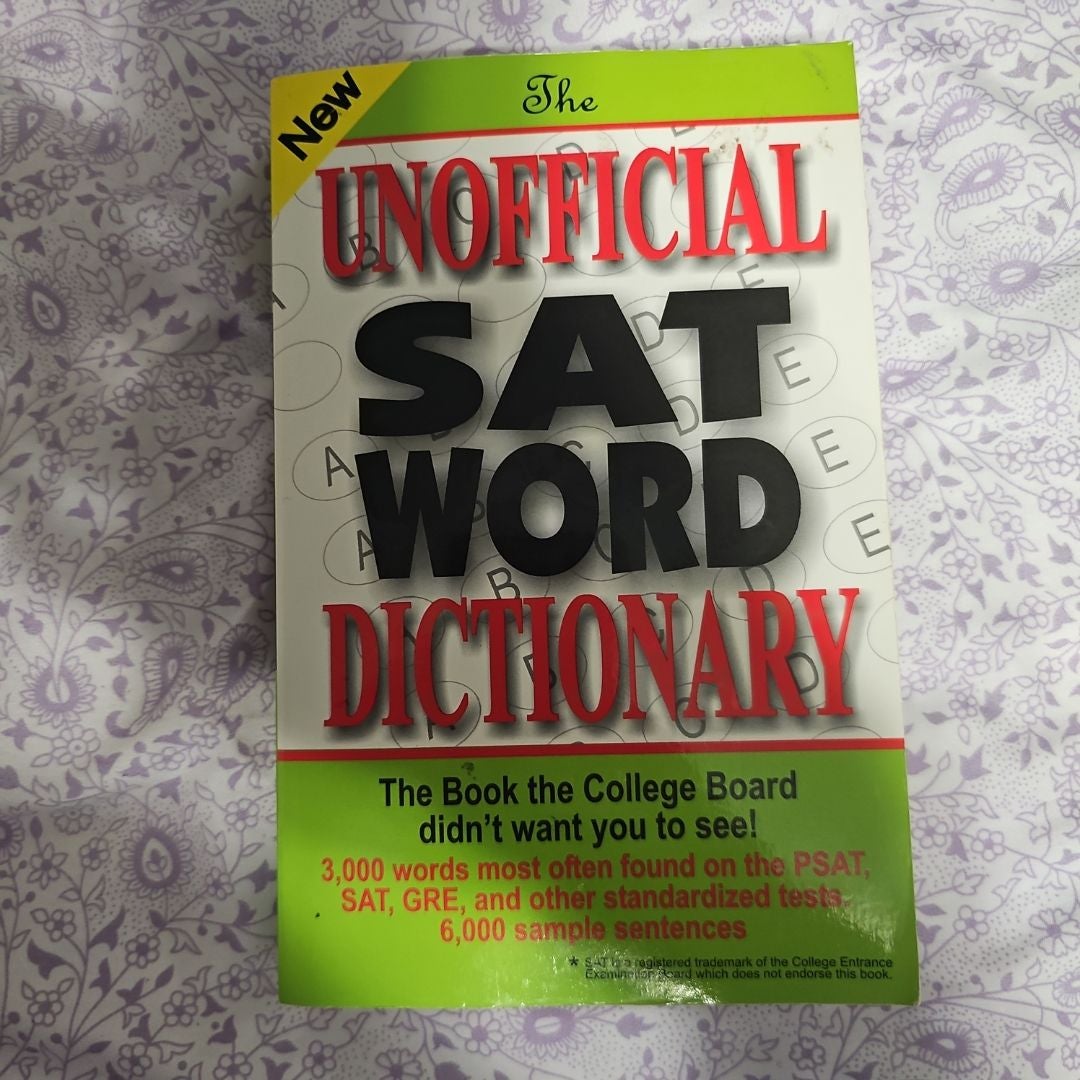 New
The
UNOFFICIAL
SAT
WORD
DICTIONARY
The Book the College Board
didn't want you to see!
3,000 words most often found on the PSAT,
SAT, GRE, and other standardized tests.
6,000 sample sentences
* SAT is a registered trademark of the College Entrance
Examination Board which does not endorse this book.